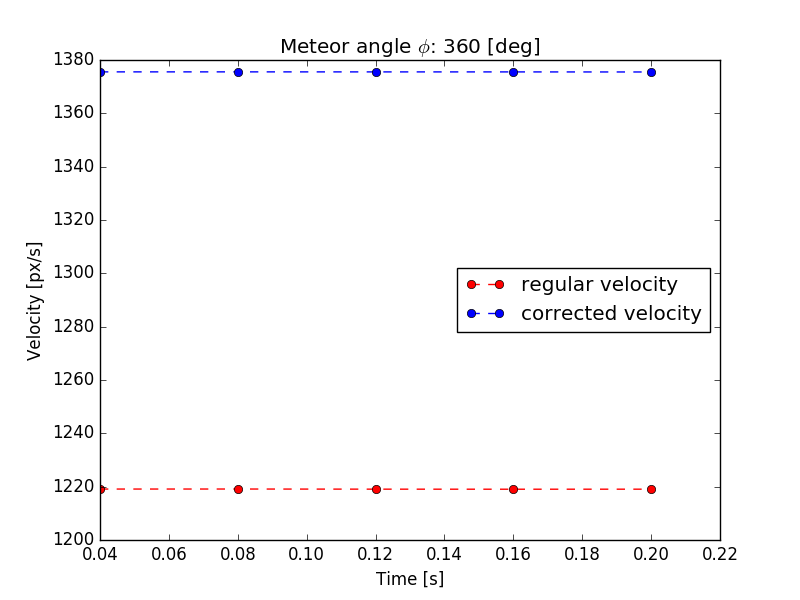 Meteor angle ϕ: 360 [deg]
1380
1360
1340
1320
1300
1280
1260
1240
1220
1200
Velocity [px/s]
regular velocity
corrected velocity
0.04 0.06 0.08 0.10 0.12 0.14 0.16 0.18 0.20 0.22
Time [s]